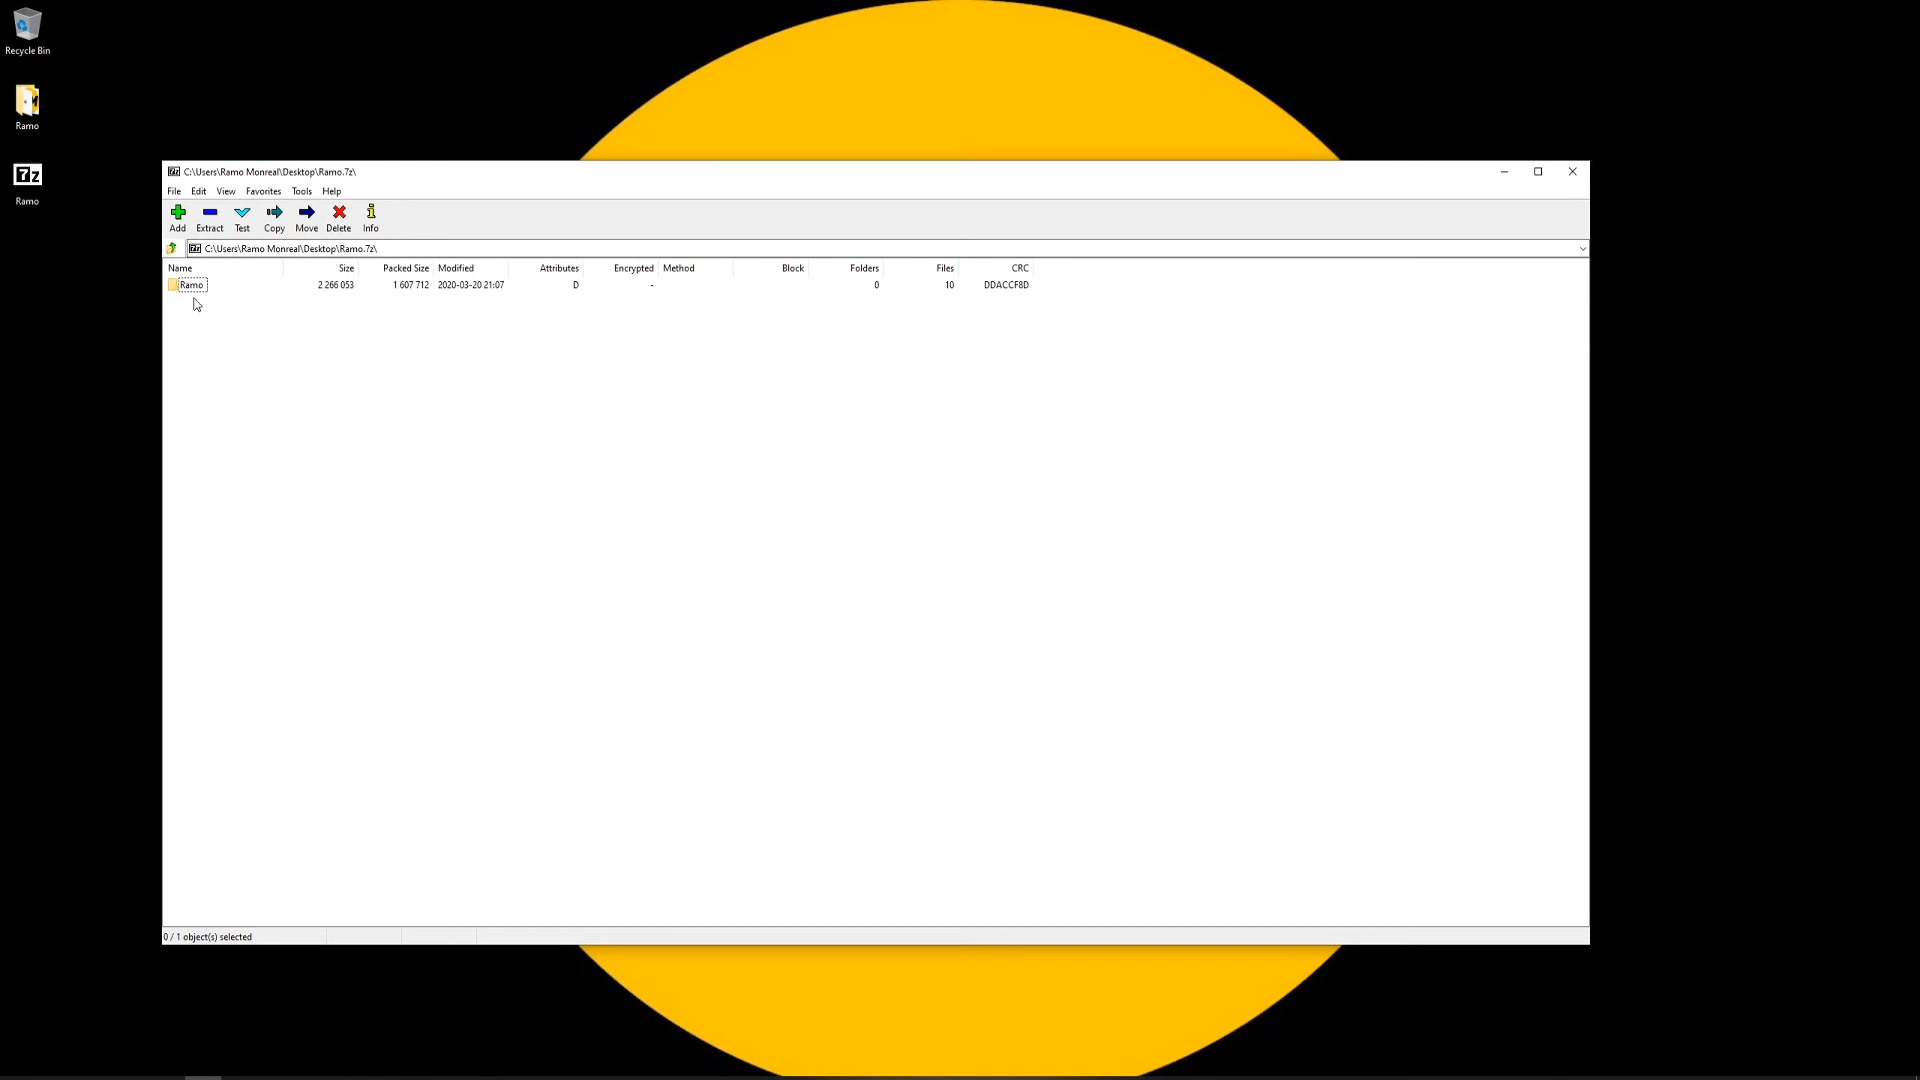 Recycle Bin
Ramo
7z
Ramo
7z C:\Users\Ramo Monreal\Desktop\Ramo.7z\
File Edit View Favorites Tools Help
Add Extract Test Copy Move Delete Info
7z C:\Users\Ramo Monreal\Desktop\Ramo.7z\
Name Size Packed Size Modified Attributes Encrypted Method Block Folders Files CRC
Ramo 2 266 053 1 607 712 2020-03-20 21:07 D - 0 10 DDACCF8D
0 / 1 object(s) selected